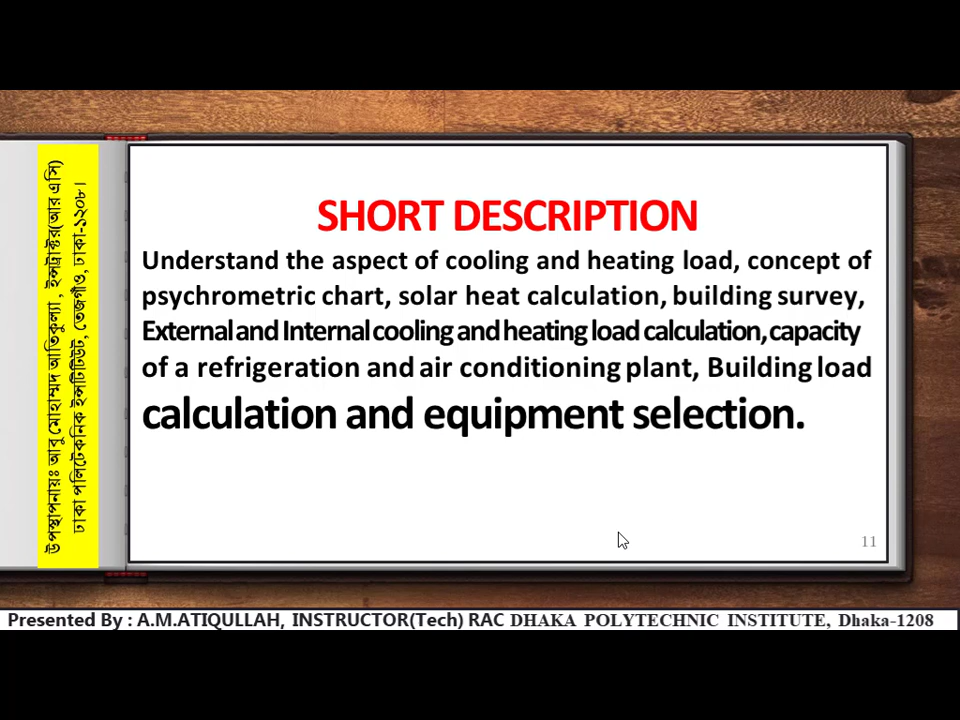 উপস্থাপনায়ঃ আবু মোহাম্মদ আতিকুল্যা , ইন্সট্রাক্টর(আর এসি)
ঢাকা পলিটেকনিক ইন্সটিটিউট, তেজগাঁও, ঢাকা-১২০৮।
SHORT DESCRIPTION
Understand the aspect of cooling and heating load, concept of
psychrometric chart, solar heat calculation, building survey,
External and Internal cooling and heating load calculation, capacity
of a refrigeration and air conditioning plant, Building load
calculation and equipment selection.
11
Presented By : A.M.ATIQULLAH, INSTRUCTOR(Tech) RAC DHAKA POLYTECHNIC INSTITUTE, Dhaka-1208